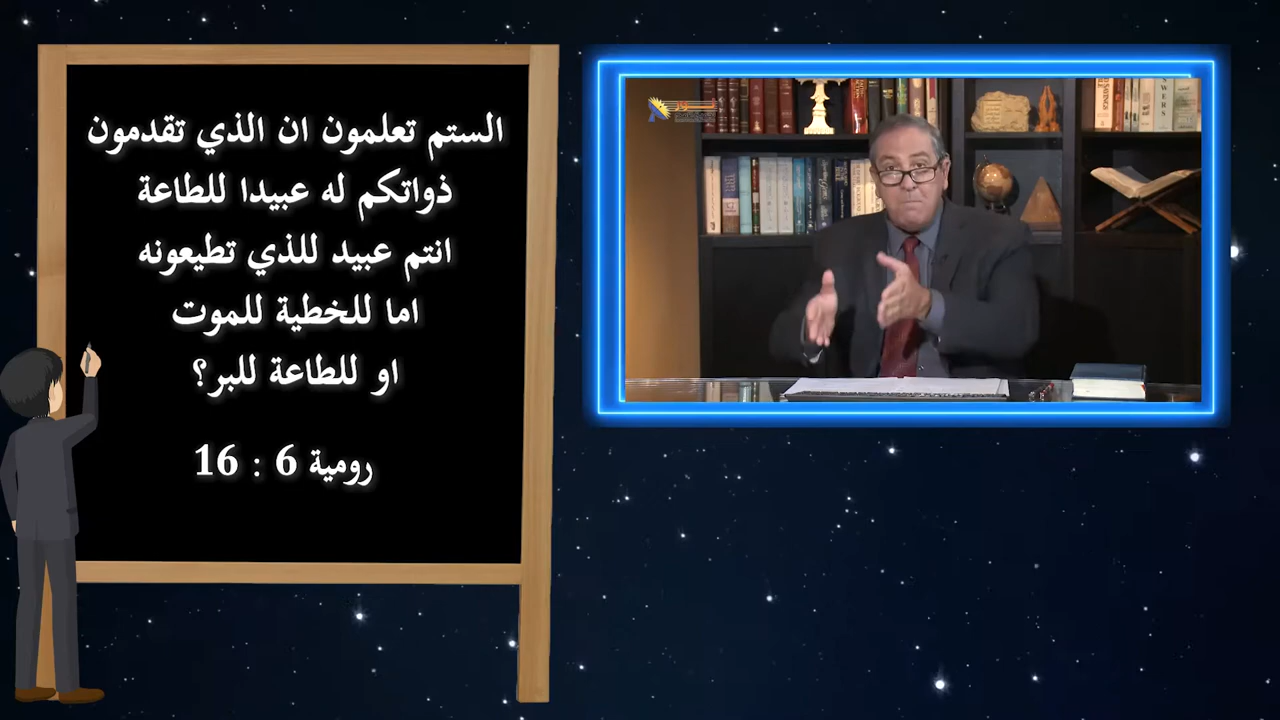 الستم تعلمون ان الذي تقدمون
ذواتكم له عبيدا للطاعة
انتم عبيد للذي تطيعونه
اما للخطية للموت
او للطاعة للبر؟
رومية 6 : 16